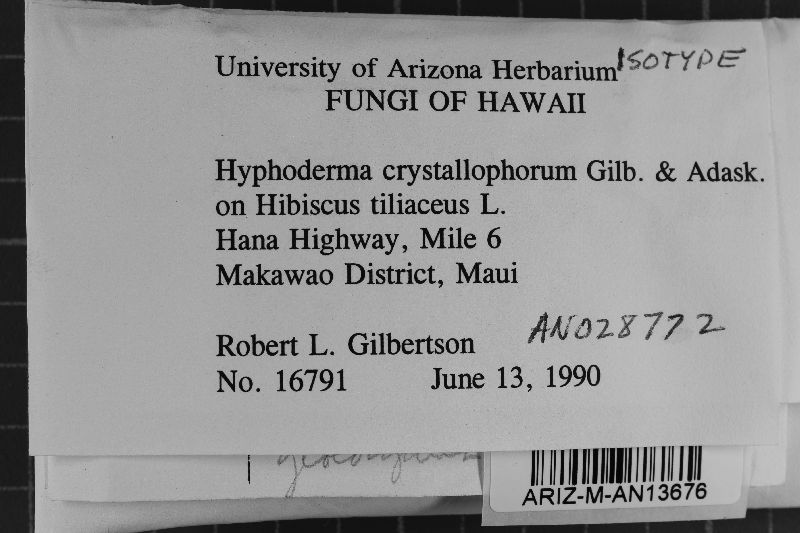 University of Arizona Herbarium ISOTYPE
FUNGI OF HAWAII
Hyphoderma crystallophorum Gilb. & Adask.
on Hibiscus tiliaceus L.
Hana Highway, Mile 6
Makawao District, Maui
AN028772
Robert L. Gilbertson
No. 16791 June 13, 1990
ARIZ-M-AN13676